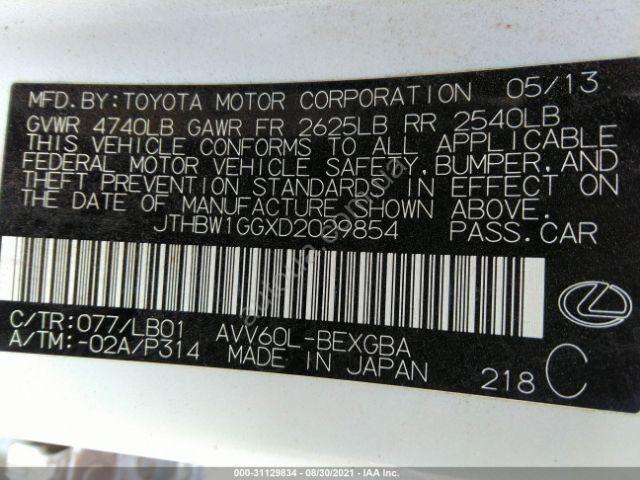 MFD.BY:TOYOTA MOTOR CORPORATION 05/13
GVWR 4740LB GAWR FR 2625LB RR 2540LB
THIS VEHICLE CONFORMS TO ALL APPLICABLE
FEDERAL MOTOR VEHICLE SAFETY,BUMPER,AND
THEFT PREVENTION STANDARDS IN EFFECT ON
THE DATE OF MANUFACTURE SHOWN ABOVE.
JTHBW1GGXD2029854 PASS.CAR
C/TR:077/LB01 AVV60L-BEXGBA
A/TM:-02A/P314 MADE IN JAPAN
218 C
000-31129834 - 08/30/2021 - IAA Inc.